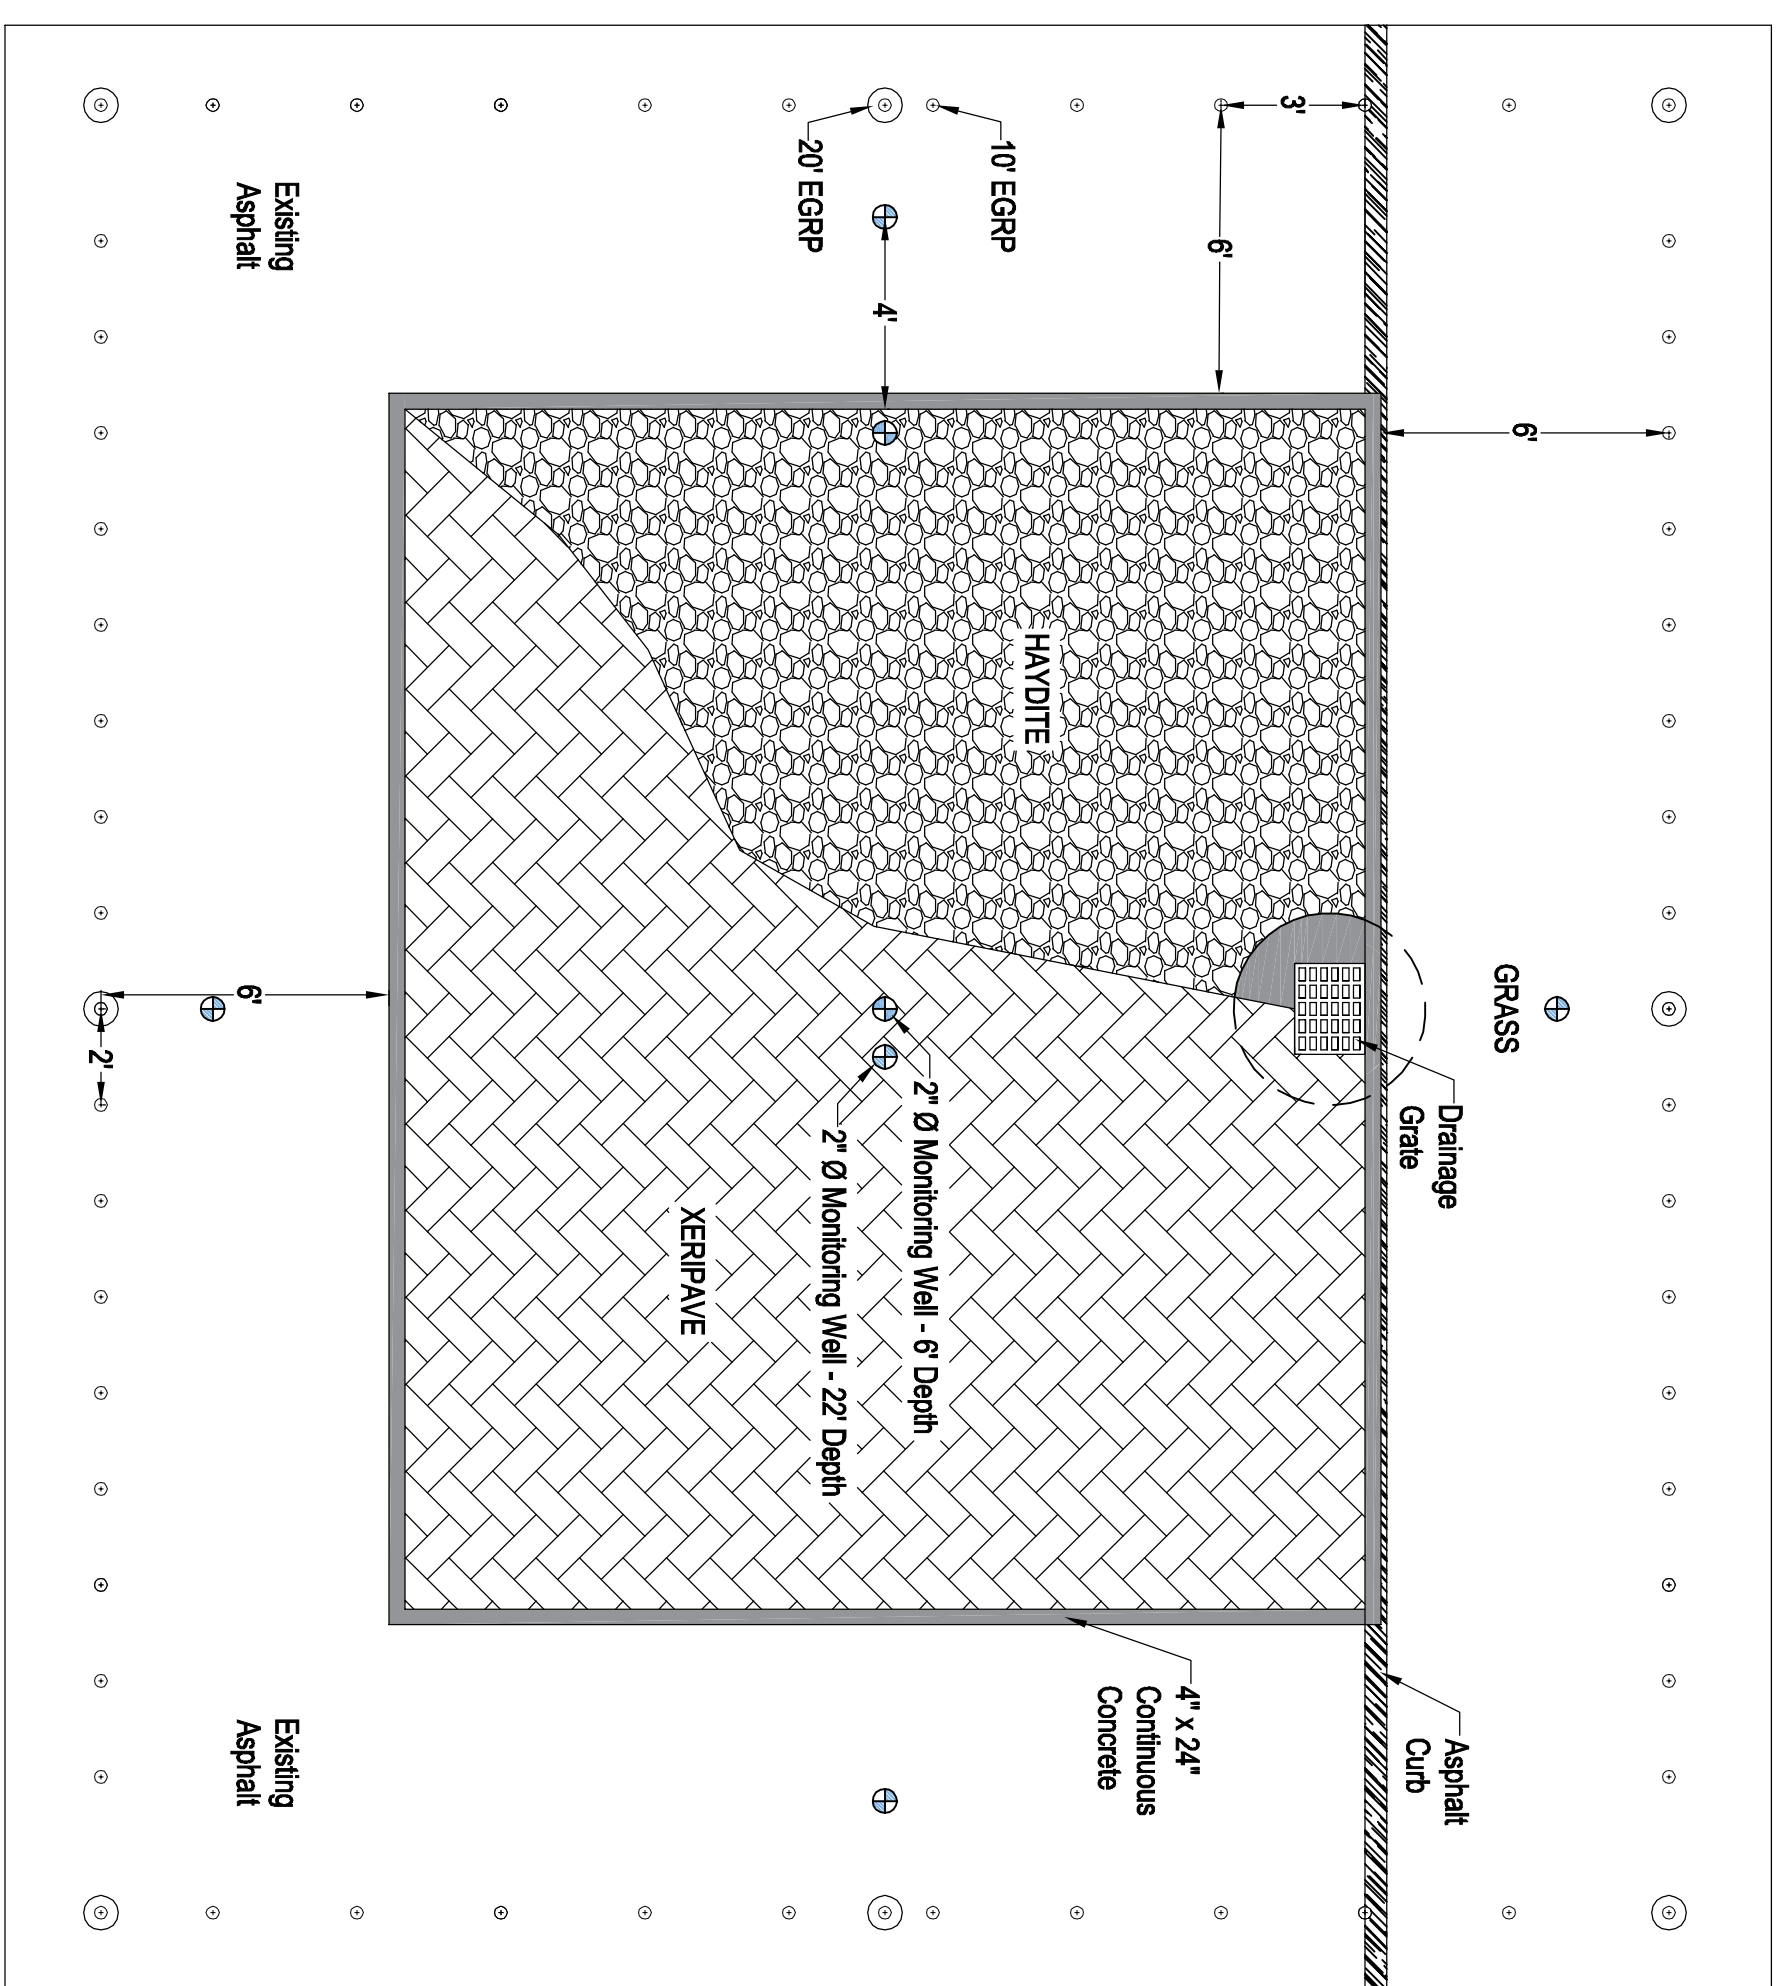 GRASS
Drainage
Grate
Asphalt
Curb
6'
3'
6'
10' EGRP
20' EGRP
4'
HAYDITE
2" Ø Monitoring Well - 6' Depth
2" Ø Monitoring Well - 22' Depth
XERIPAVE
4" x 24"
Continuous
Concrete
Existing
Asphalt
6'
2'
Existing
Asphalt